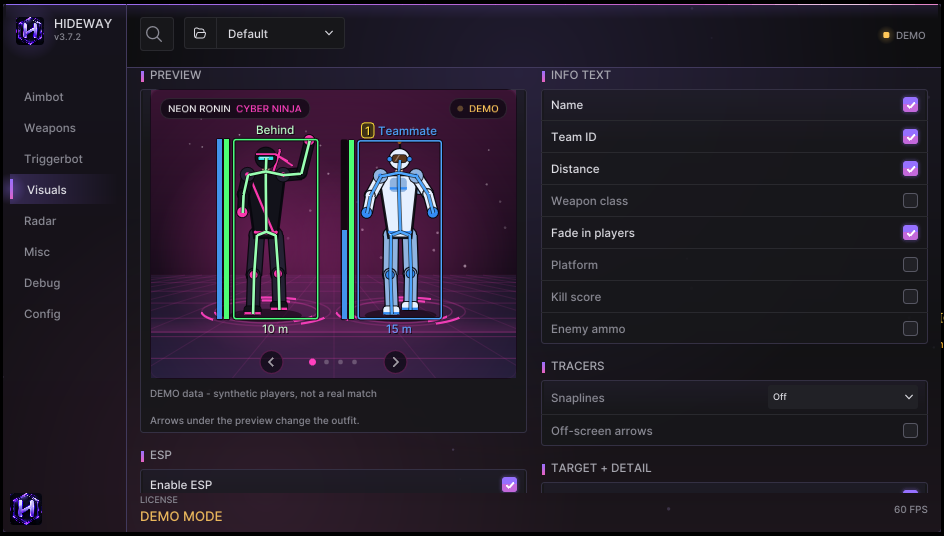 HIDEWAY
v3.7.2
Default
DEMO
Aimbot
Weapons
Triggerbot
Visuals
Radar
Misc
Debug
Config
PREVIEW
NEON RONIN CYBER NINJA
DEMO
Behind
1 Teammate
10 m
15 m
DEMO data - synthetic players, not a real match
Arrows under the preview change the outfit.
ESP
Enable ESP
INFO TEXT
Name
Team ID
Distance
Weapon class
Fade in players
Platform
Kill score
Enemy ammo
TRACERS
Snaplines
Off
Off-screen arrows
TARGET + DETAIL
LICENSE
DEMO MODE
60 FPS